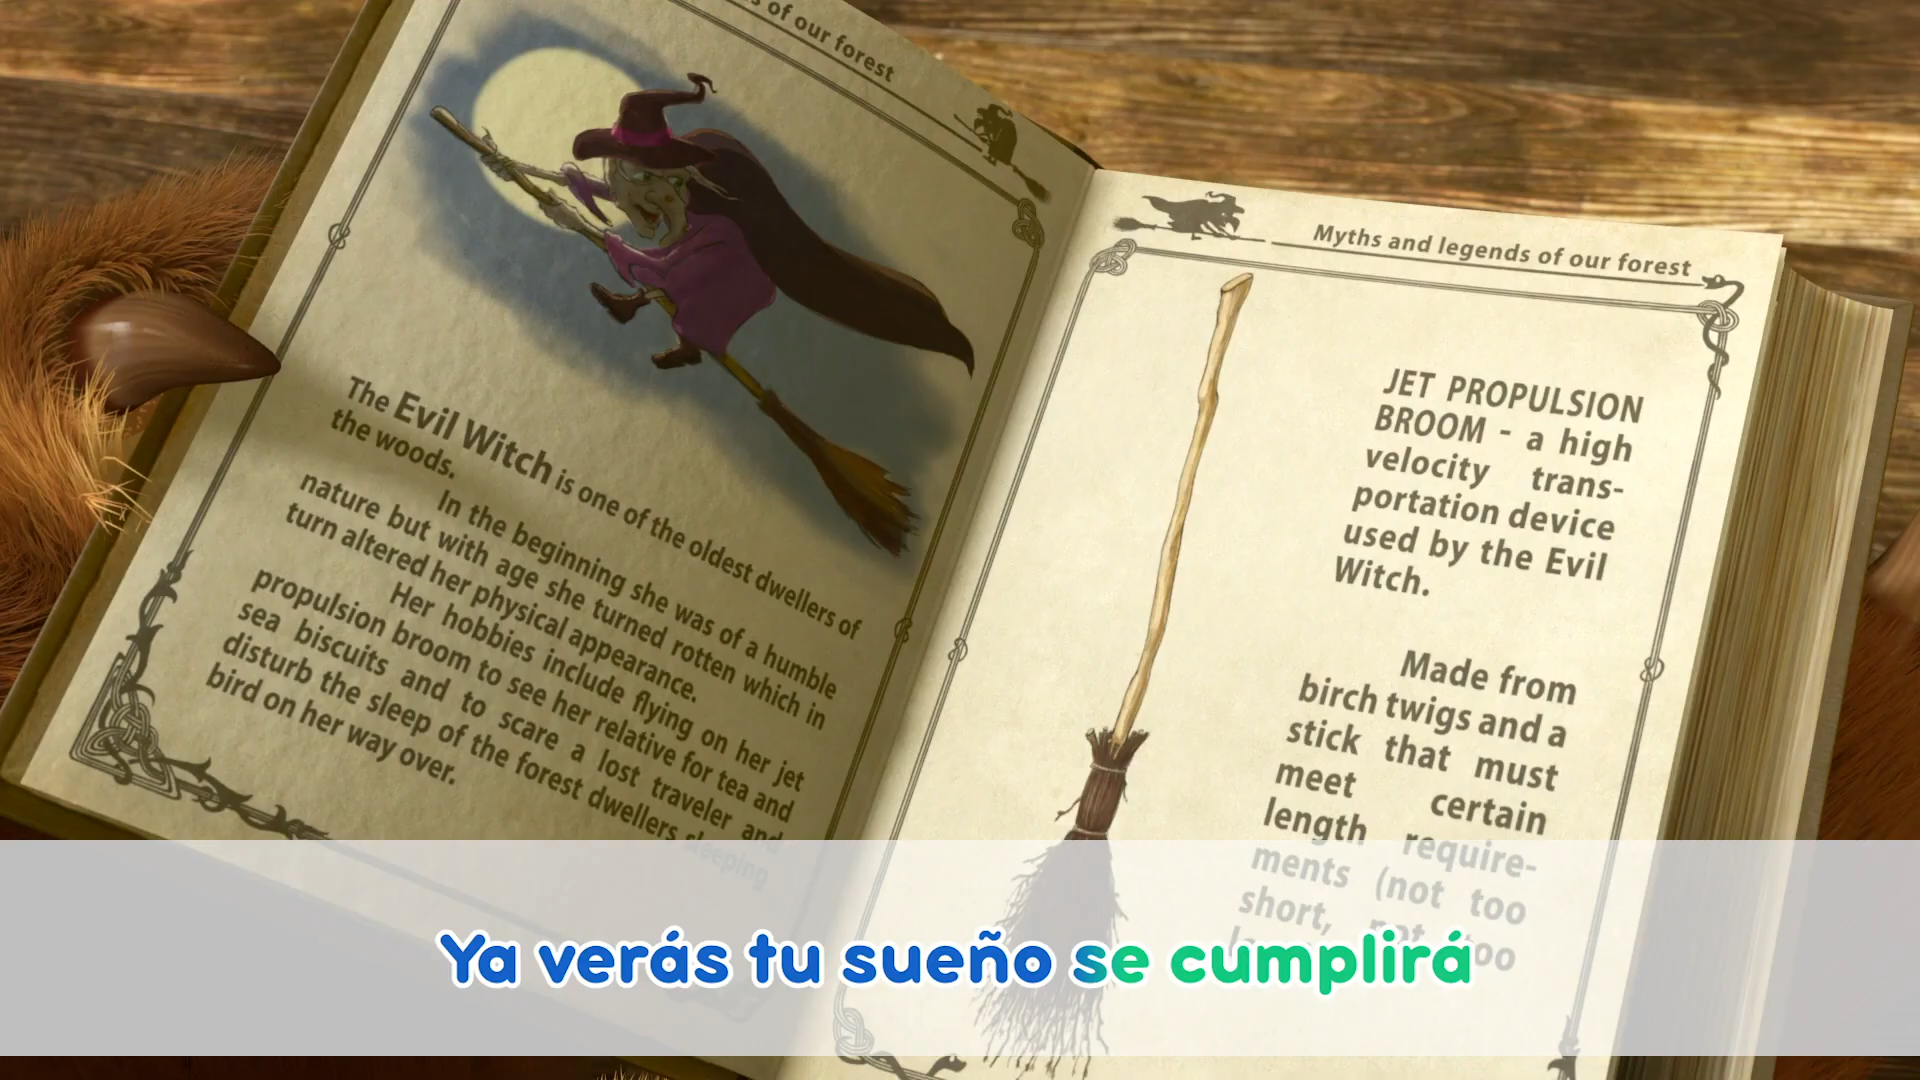 s of our forest
The Evil Witch is one of the oldest dwellers of
the woods.
In the beginning she was of a humble
nature but with age she turned rotten which in
turn altered her physical appearance.
Her hobbies include flying on her jet
propulsion broom to see her relative for tea and
sea biscuits and to scare a lost traveler and
disturb the sleep of the forest dwellers sleeping
bird on her way over.
Myths and legends of our forest
JET PROPULSION
BROOM - a high
velocity trans-
portation device
used by the Evil
Witch.
Made from
birch twigs and a
stick that must
meet certain
length require-
ments (not too
short, not too
Ya verás tu sueño se cumplirá